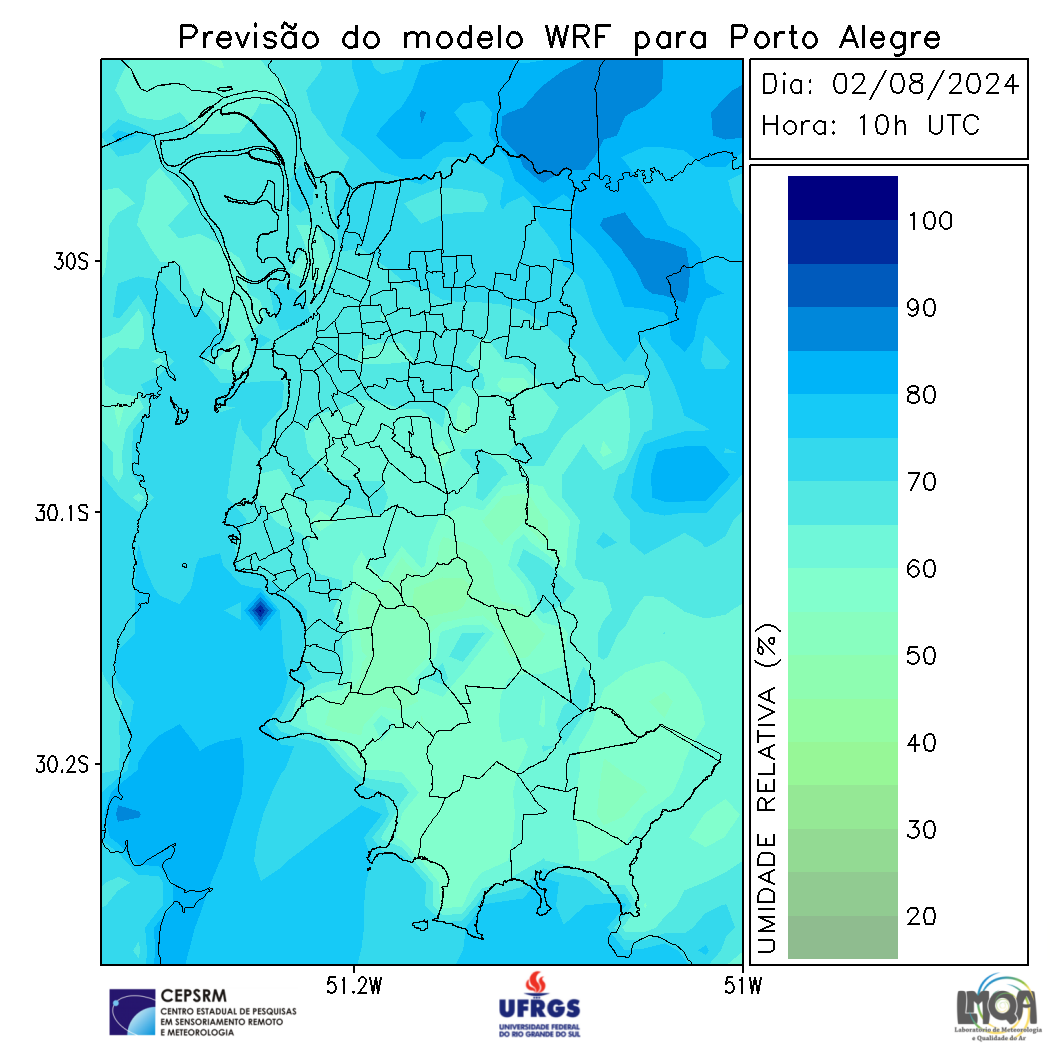 Previsão do modelo WRF para Porto Alegre
Dia: 02/08/2024
Hora: 10h UTC
30S
30.1S
30.2S
51.2W
51W
100
90
80
70
60
50
40
30
20
UMIDADE RELATIVA (%)
CEPSRM
CENTRO ESTADUAL DE PESQUISAS
EM SENSORIAMENTO REMOTO
E METEOROLOGIA
UFRGS
UNIVERSIDADE FEDERAL
DO RIO GRANDE DO SUL
LMQA
Laboratório de Meteorologia
e Qualidade do Ar